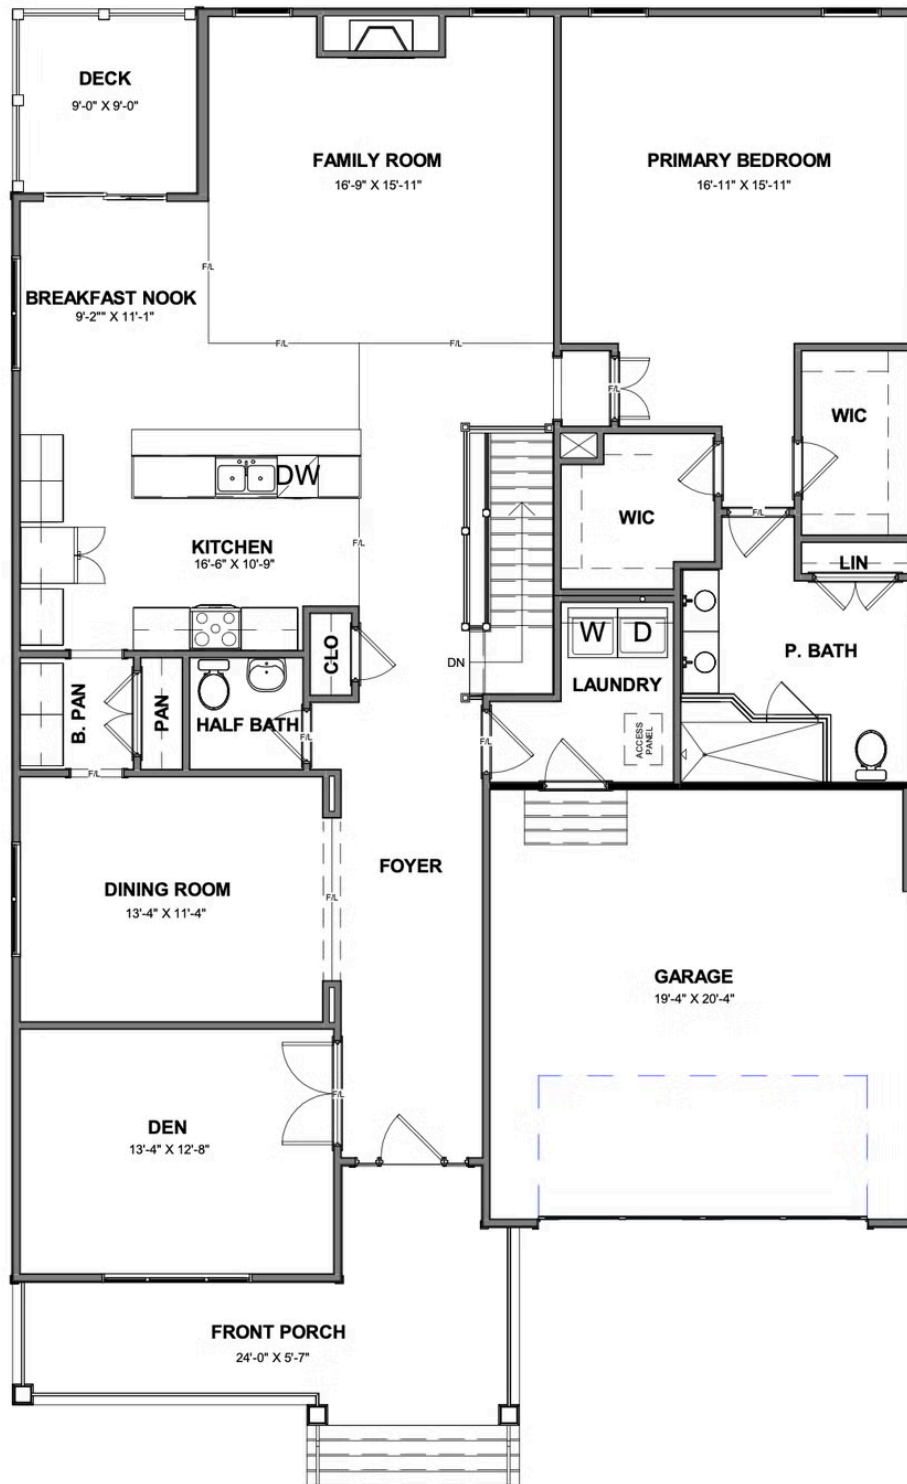 DECK
9'-0" X 9'-0"
FAMILY ROOM
16'-9" X 15'-11"
PRIMARY BEDROOM
16'-11" X 15'-11"
F/L
BREAKFAST NOOK
9'-2"" X 11'-1"
F/L
F/L
F/L
WIC
DW
WIC
F/L
KITCHEN
16'-6" X 10'-9"
F/L
LIN
W
D
CLO
DN
P. BATH
LAUNDRY
B. PAN
PAN
HALF BATH
F/L
F/L
ACCESS
PANEL
F/L
FOYER
DINING ROOM
13'-4" X 11'-4"
F/L
GARAGE
19'-4" X 20'-4"
F/L
DEN
13'-4" X 12'-8"
FRONT PORCH
24'-0" X 5'-7"